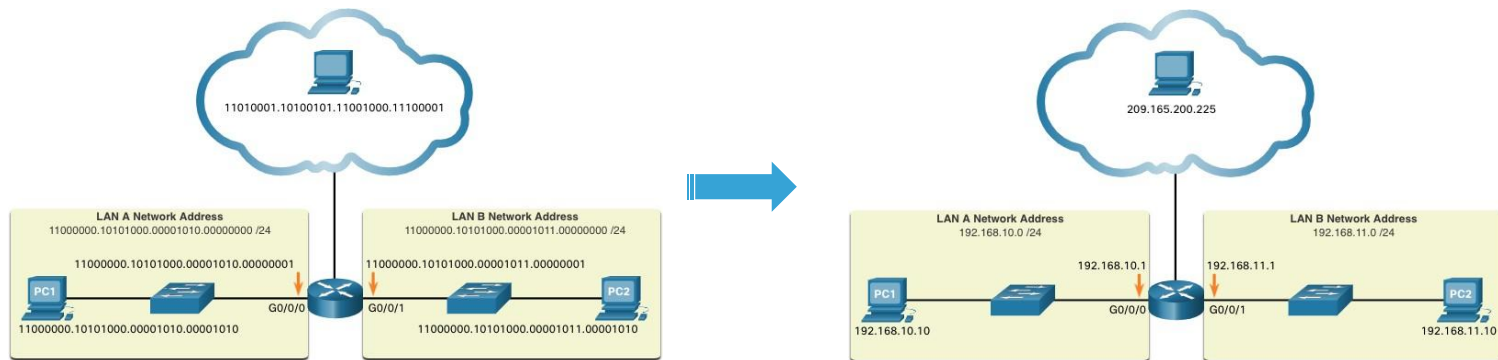 11010001.10100101.11001000.11100001
LAN A Network Address
11000000.10101000.00001010.00000000 /24
LAN B Network Address
11000000.10101000.00001011.00000000 /24
11000000.10101000.00001010.00000001
11000000.10101000.00001011.00000001
PC1
PC2
G0/0/0
G0/0/1
11000000.10101000.00001010.00001010
11000000.10101000.00001011.00001010
209.165.200.225
LAN A Network Address
192.168.10.0 /24
LAN B Network Address
192.168.11.0 /24
192.168.10.1
192.168.11.1
PC1
PC2
G0/0/0
G0/0/1
192.168.10.10
192.168.11.10